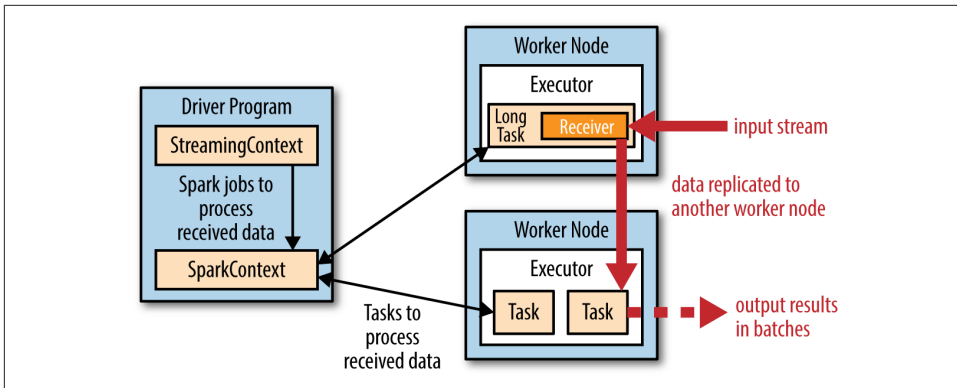 Driver Program
StreamingContext
Spark jobs to
process
received data
SparkContext
Worker Node
Executor
Long
Task
Receiver
input stream
data replicated to
another worker node
Worker Node
Executor
Task
Task
output results
in batches
Tasks to
process
received data